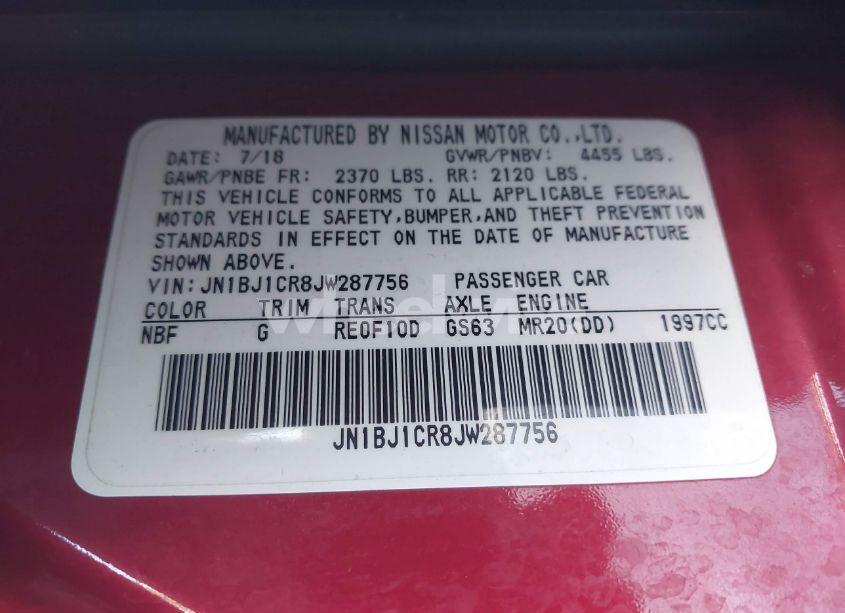 MANUFACTURED BY NISSAN MOTOR CO.,LTD.
DATE: 7/18 GVWR/PNBV: 4455 LBS.
GAWR/PNBE FR: 2370 LBS. RR: 2120 LBS.
THIS VEHICLE CONFORMS TO ALL APPLICABLE FEDERAL
MOTOR VEHICLE SAFETY,BUMPER,AND THEFT PREVENTION
STANDARDS IN EFFECT ON THE DATE OF MANUFACTURE
SHOWN ABOVE.
VIN:JN1BJ1CR8JW287756 PASSENGER CAR
COLOR TRIM TRANS AXLE ENGINE
NBF G RE0F10D GS63 MR20(DD) 1997CC
JN1BJ1CR8JW287756